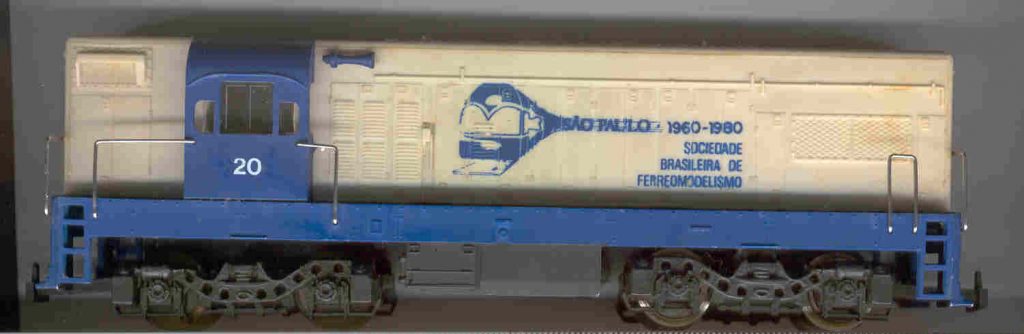 20
SÃO PAULO - 1960-1980
SOCIEDADE
BRASILEIRA DE
FERREOMODELISMO